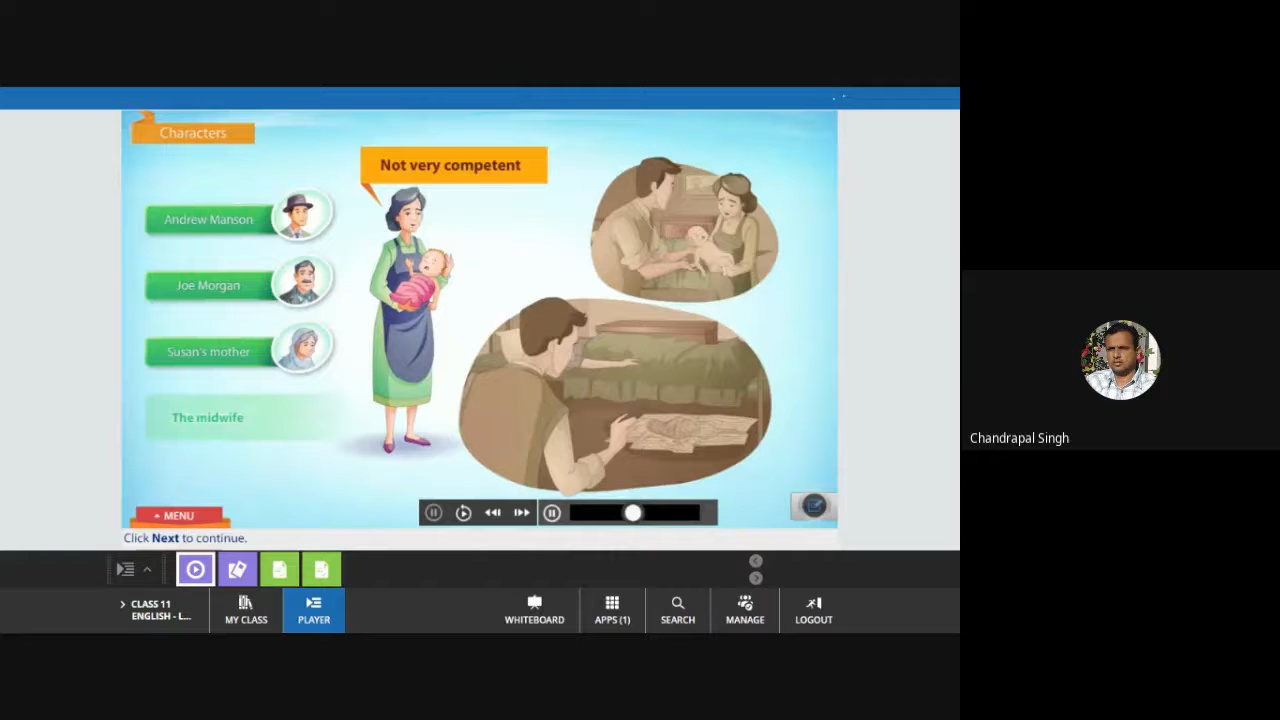 Characters
Not very competent
Andrew Manson
Joe Morgan
Susan's mother
The midwife
MENU
Click Next to continue.
CLASS 11
ENGLISH - L...
MY CLASS
PLAYER
WHITEBOARD
APPS (1)
SEARCH
MANAGE
LOGOUT
Chandrapal Singh